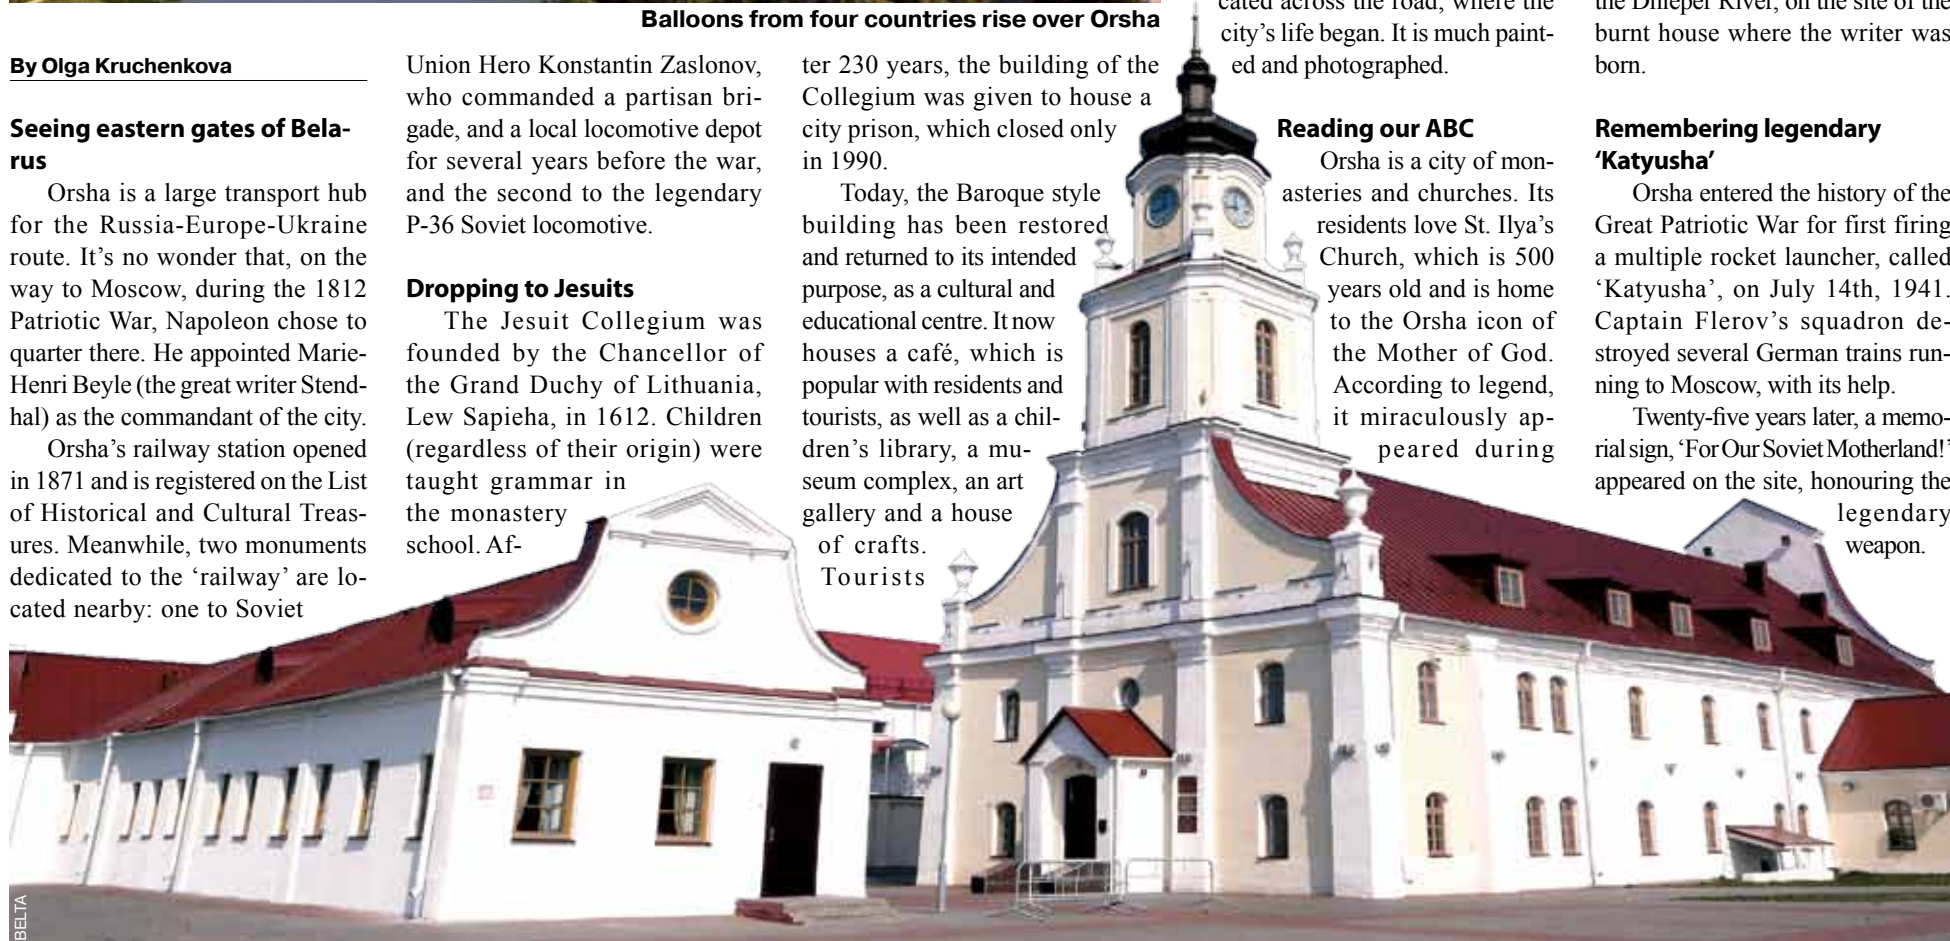 Balloons from four countries rise over Orsha
By Olga Kruchenkova
Seeing eastern gates of Bela-
rus
Orsha is a large transport hub
for the Russia-Europe-Ukraine
route. It's no wonder that, on the
way to Moscow, during the 1812
Patriotic War, Napoleon chose to
quarter there. He appointed Marie-
Henri Beyle (the great writer Stend-
hal) as the commandant of the city.
Orsha's railway station opened
in 1871 and is registered on the List
of Historical and Cultural Treas-
ures. Meanwhile, two monuments
dedicated to the 'railway' are lo-
cated nearby: one to Soviet
Union Hero Konstantin Zaslonov,
who commanded a partisan bri-
gade, and a local locomotive depot
for several years before the war,
and the second to the legendary
P-36 Soviet locomotive.
Dropping to Jesuits
The Jesuit Collegium was
founded by the Chancellor of
the Grand Duchy of Lithuania,
Lew Sapieha, in 1612. Children
(regardless of their origin) were
taught grammar in
the monastery
school. Af-
ter 230 years, the building of the
Collegium was given to house a
city prison, which closed only
in 1990.
Today, the Baroque style
building has been restored
and returned to its intended
purpose, as a cultural and
educational centre. It now
houses a café, which is
popular with residents and
tourists, as well as a chil-
dren's library, a mu-
seum complex, an art
gallery and a house
of crafts.
Tourists
cated across the road, where the
city's life began. It is much paint-
ed and photographed.
Reading our ABC
Orsha is a city of mon-
asteries and churches. Its
residents love St. Ilya's
Church, which is 500
years old and is home
to the Orsha icon of
the Mother of God.
According to legend,
it miraculously ap-
peared during
the Dnieper River, on the site of the
burnt house where the writer was
born.
Remembering legendary
'Katyusha'
Orsha entered the history of the
Great Patriotic War for first firing
a multiple rocket launcher, called
'Katyusha', on July 14th, 1941.
Captain Flerov's squadron de-
stroyed several German trains run-
ning to Moscow, with its help.
Twenty-five years later, a memo-
rial sign, 'For Our Soviet Motherland!'
appeared on the site, honouring the
legendary
weapon.
BELTA